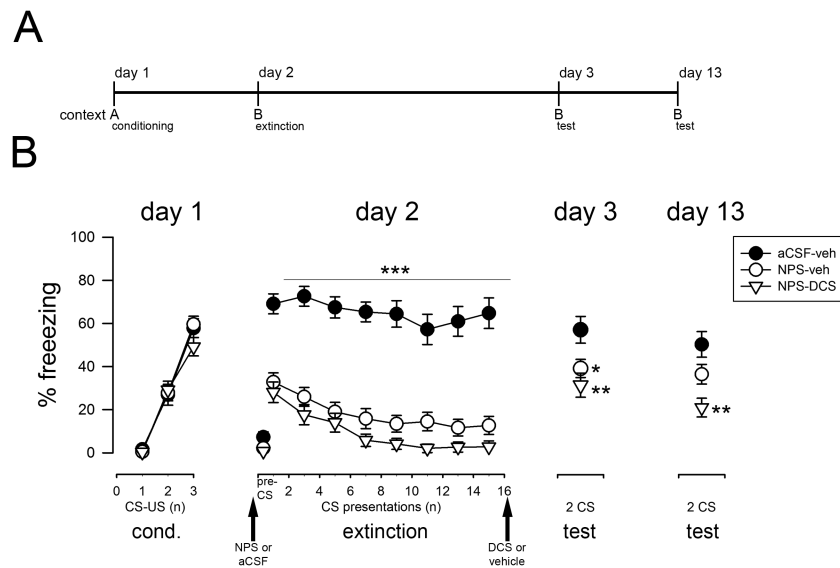 A
day 1 day 2 day 3 day 13
context A B B B
conditioning extinction test test
B
day 1 day 2 day 3 day 13
100
80
60
40
20
0
% freeezing
***
*
**
**
aCSF-veh
NPS-veh
NPS-DCS
0 1 2 3
CS-US (n)
cond.
pre-
CS
2 4 6 8 10 12 14 16
CS presentations (n)
extinction
NPS or
aCSF
DCS or
vehicle
2 CS
test
2 CS
test